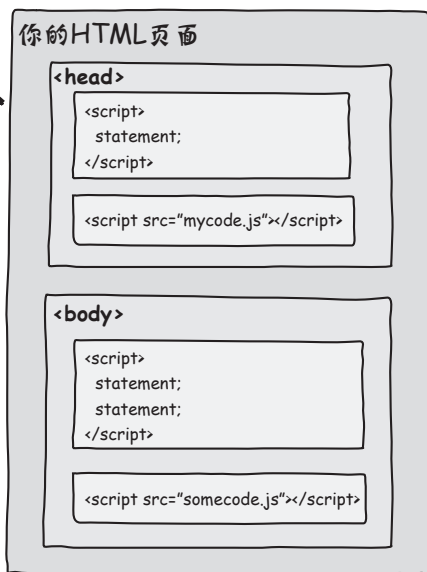 你的HTML页面
<head>
<script>
statement;
</script>
<script src="mycode.js"></script>
<body>
<script>
statement;
statement;
</script>
<script src="somecode.js"></script>